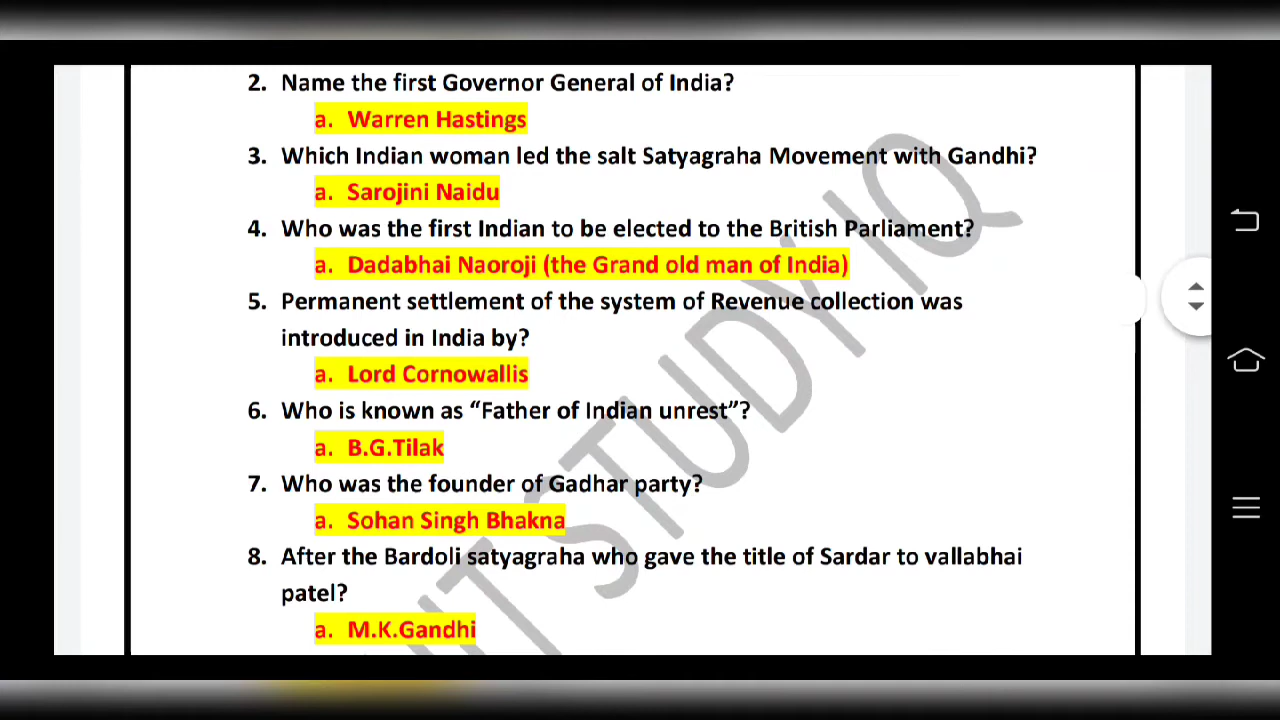 2. Name the first Governor General of India?
a. Warren Hastings
3. Which Indian woman led the salt Satyagraha Movement with Gandhi?
a. Sarojini Naidu
4. Who was the first Indian to be elected to the British Parliament?
a. Dadabhai Naoroji (the Grand old man of India)
5. Permanent settlement of the system of Revenue collection was
introduced in India by?
a. Lord Cornowallis
6. Who is known as “Father of Indian unrest”?
a. B.G.Tilak
7. Who was the founder of Gadhar party?
a. Sohan Singh Bhakna
8. After the Bardoli satyagraha who gave the title of Sardar to vallabhai
patel?
a. M.K.Gandhi
STUDY IQ